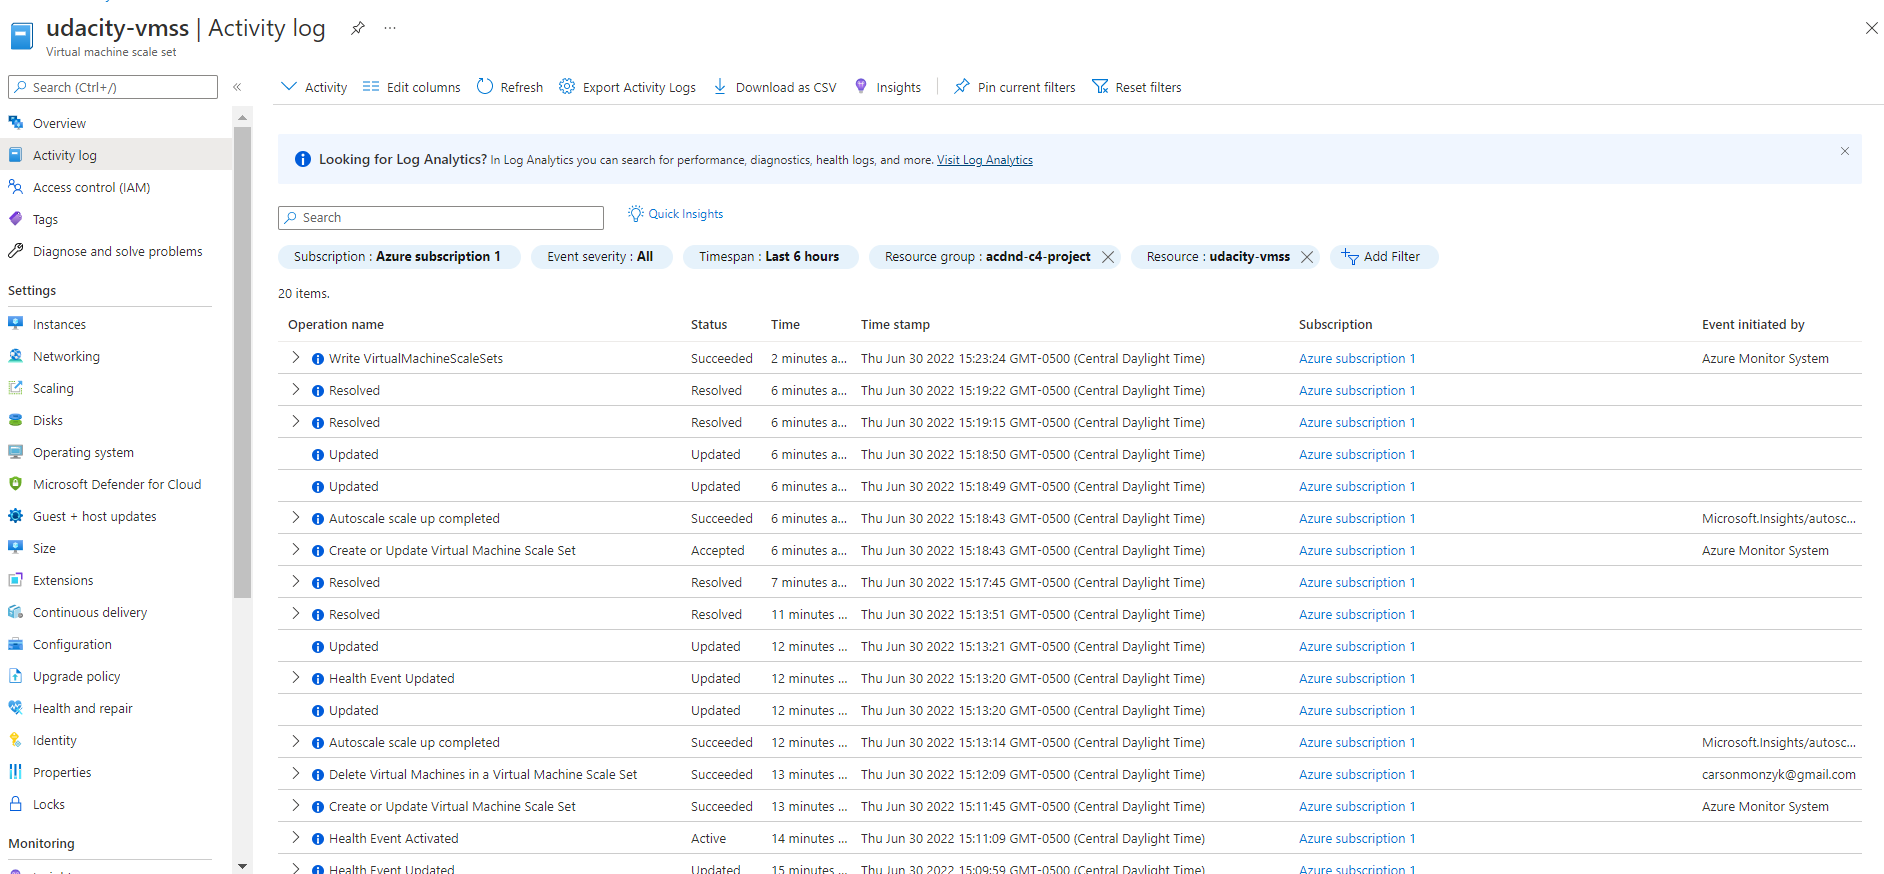 udacity-vmss | Activity log
Virtual machine scale set
Search (Ctrl+/)
Overview
Activity log
Access control (IAM)
Tags
Diagnose and solve problems
Settings
Instances
Networking
Scaling
Disks
Operating system
Microsoft Defender for Cloud
Guest + host updates
Size
Extensions
Continuous delivery
Configuration
Upgrade policy
Health and repair
Identity
Properties
Locks
Monitoring
Activity Edit columns Refresh Export Activity Logs Download as CSV Insights Pin current filters Reset filters
Looking for Log Analytics? In Log Analytics you can search for performance, diagnostics, health logs, and more. Visit Log Analytics
Search Quick Insights
Subscription : Azure subscription 1 Event severity : All Timespan : Last 6 hours Resource group : acdnd-c4-project Resource : udacity-vmss Add Filter
20 items.
Operation name Status Time Time stamp Subscription Event initiated by
Write VirtualMachineScaleSets Succeeded 2 minutes a... Thu Jun 30 2022 15:23:24 GMT-0500 (Central Daylight Time) Azure subscription 1 Azure Monitor System
Resolved Resolved 6 minutes a... Thu Jun 30 2022 15:19:22 GMT-0500 (Central Daylight Time) Azure subscription 1
Resolved Resolved 6 minutes a... Thu Jun 30 2022 15:19:15 GMT-0500 (Central Daylight Time) Azure subscription 1
Updated Updated 6 minutes a... Thu Jun 30 2022 15:18:50 GMT-0500 (Central Daylight Time) Azure subscription 1
Updated Updated 6 minutes a... Thu Jun 30 2022 15:18:49 GMT-0500 (Central Daylight Time) Azure subscription 1
Autoscale scale up completed Succeeded 6 minutes a... Thu Jun 30 2022 15:18:43 GMT-0500 (Central Daylight Time) Azure subscription 1 Microsoft.Insights/autosc...
Create or Update Virtual Machine Scale Set Accepted 6 minutes a... Thu Jun 30 2022 15:18:43 GMT-0500 (Central Daylight Time) Azure subscription 1 Azure Monitor System
Resolved Resolved 7 minutes a... Thu Jun 30 2022 15:17:45 GMT-0500 (Central Daylight Time) Azure subscription 1
Resolved Resolved 11 minutes ... Thu Jun 30 2022 15:13:51 GMT-0500 (Central Daylight Time) Azure subscription 1
Updated Updated 12 minutes ... Thu Jun 30 2022 15:13:21 GMT-0500 (Central Daylight Time) Azure subscription 1
Health Event Updated Updated 12 minutes ... Thu Jun 30 2022 15:13:20 GMT-0500 (Central Daylight Time) Azure subscription 1
Updated Updated 12 minutes ... Thu Jun 30 2022 15:13:20 GMT-0500 (Central Daylight Time) Azure subscription 1
Autoscale scale up completed Succeeded 12 minutes ... Thu Jun 30 2022 15:13:14 GMT-0500 (Central Daylight Time) Azure subscription 1 Microsoft.Insights/autosc...
Delete Virtual Machines in a Virtual Machine Scale Set Succeeded 13 minutes ... Thu Jun 30 2022 15:12:09 GMT-0500 (Central Daylight Time) Azure subscription 1 carsonmonzyk@gmail.com
Create or Update Virtual Machine Scale Set Succeeded 13 minutes ... Thu Jun 30 2022 15:11:45 GMT-0500 (Central Daylight Time) Azure subscription 1 Azure Monitor System
Health Event Activated Active 14 minutes ... Thu Jun 30 2022 15:11:09 GMT-0500 (Central Daylight Time) Azure subscription 1
Health Event Updated Updated 15 minutes ... Thu Jun 30 2022 15:09:59 GMT-0500 (Central Daylight Time) Azure subscription 1